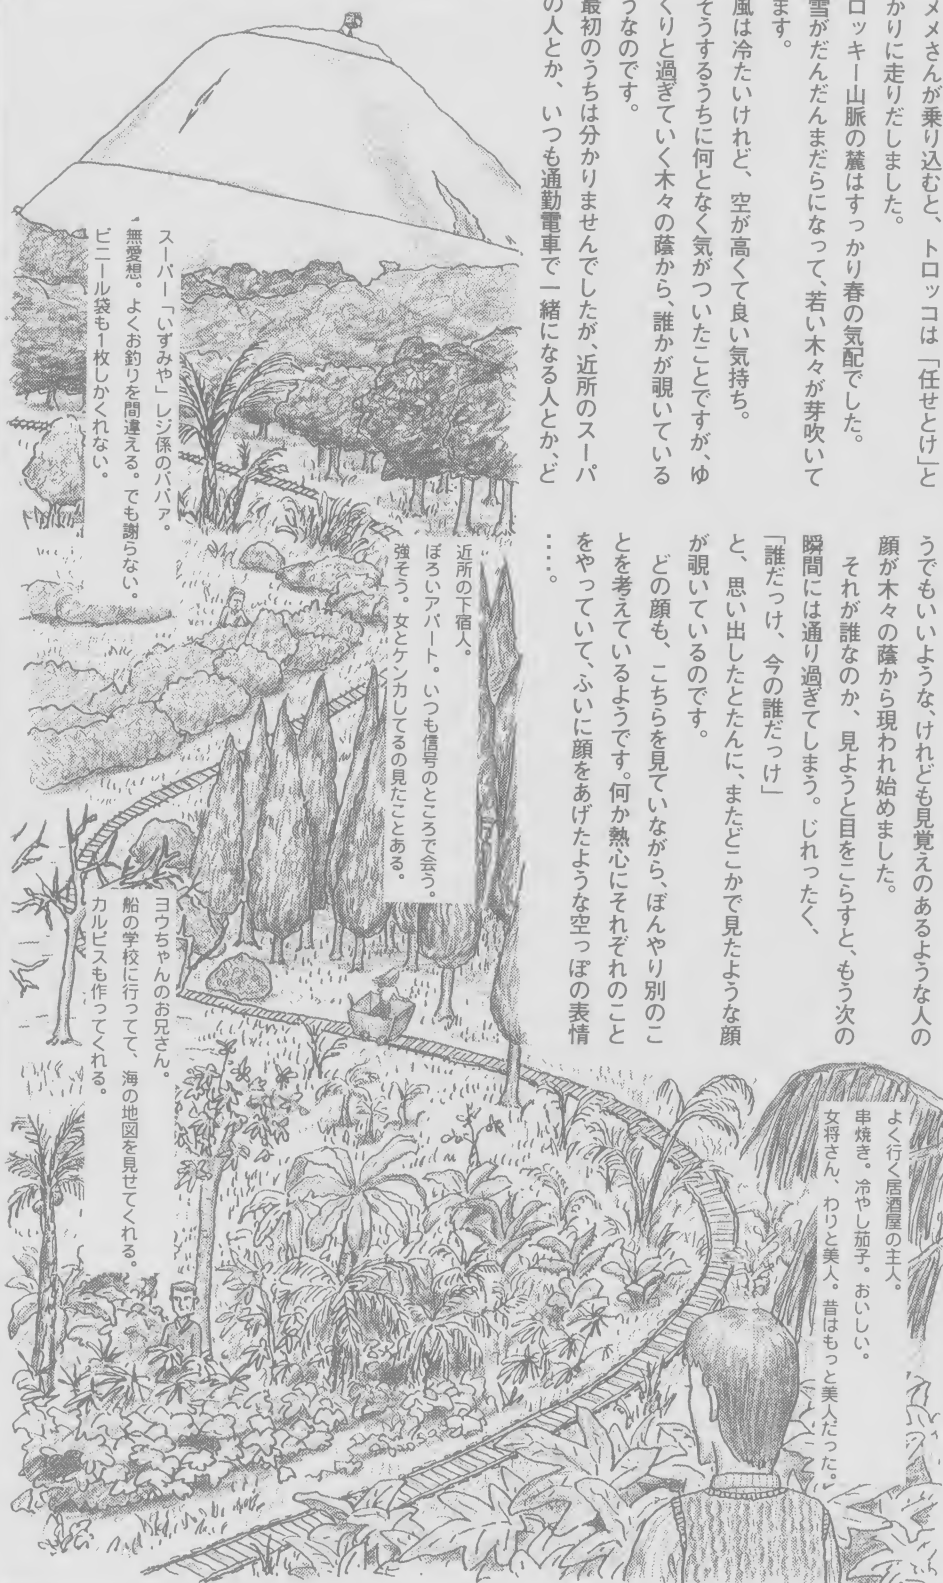 メメさんが乗り込むと、トロッコは「任せとけ」と
かりに走りだしました。
ロッキー山脈の麓はすっかり春の気配でした。
雪がだんだんまだらになって、若い木々が芽吹いて
ます。
風は冷たいけれど、空が高くて良い気持ち。
そうするうちに何となく気がついたことですが、ゆ
くりと過ぎていく木々の蔭から、誰かが覗いている
うなのです。
最初のうちは分かりませんでしたが、近所のスーパ
の人とか、いつも通勤電車で一緒になる人とか、ど
うでもいいような、けれども見覚えのあるような人の
顔が木々の蔭から現われ始めました。
それが誰なのか、見ようと目をこらすと、もう次の
瞬間には通り過ぎてしまう。じれったく、
「誰だっけ、今の誰だっけ」
と、思い出したとたんに、またどこかで見たような顔
が覗いているのです。
どの顔も、こちらを見ていながら、ぼんやり別のこ
とを考えているようです。何か熱心にそれぞれのこと
をやっていて、ふいに顔をあげたような空っぽの表情
‥‥。
スーパー「いずみや」レジ係のババァ。
無愛想。よくお釣りを間違える。でも謝らない。
ビニール袋も1枚しかくれない。
近所の下宿人。
ぼろいアパート。いつも信号のところで会う。
強そう。女とケンカしてるの見たことある。
ヨウちゃんのお兄さん。
船の学校に行ってて、海の地図を見せてくれる。
カルピスも作ってくれる。
よく行く居酒屋の主人。
串焼き。冷やし茄子。おいしい。
女将さん、わりと美人。昔はもっと美人だった。